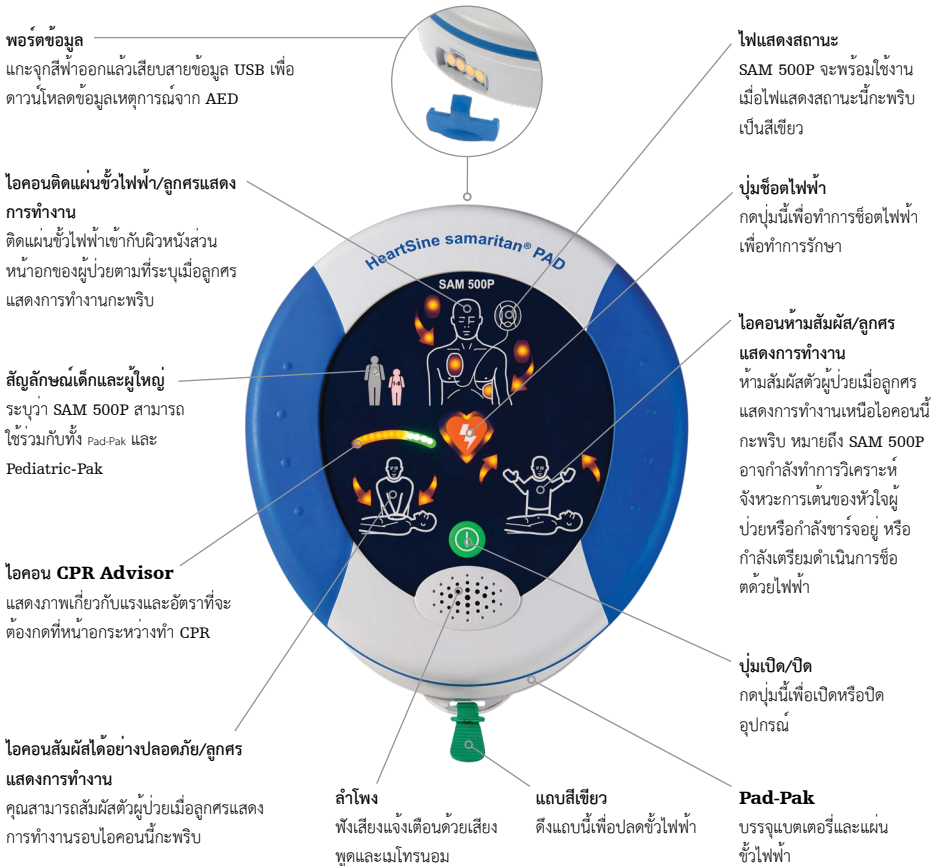 พอร์ตข้อมูล
แกะจุกสีฟ้าออกแล้วเสียบสายข้อมูล USB เพื่อ
ดาวน์โหลดข้อมูลเหตุการณ์จาก AED
ไอคอนติดแผ่นขั้วไฟฟ้า/ลูกศรแสดง
การทำงาน
ติดแผ่นขั้วไฟฟ้าเข้ากับผิวหนังส่วน
หน้าอกของผู้ป่วยตามที่ระบุเมื่อลูกศร
แสดงการทำงานกะพริบ
สัญลักษณ์เด็กและผู้ใหญ่
ระบุว่า SAM 500P สามารถ
ใช้ร่วมกับทั้ง Pad-Pak และ
Pediatric-Pak
ไอคอน CPR Advisor
แสดงภาพเกี่ยวกับแรงและอัตราที่จะ
ต้องกดที่หน้าอกระหว่างทำ CPR
ไอคอนสัมผัสได้อย่างปลอดภัย/ลูกศร
แสดงการทำงาน
คุณสามารถสัมผัสตัวผู้ป่วยเมื่อลูกศรแสดง
การทำงานรอบไอคอนนี้กะพริบ
HeartSine samaritan® PAD
SAM 500P
ลำโพง
ฟังเสียงแจ้งเตือนด้วยเสียง
พูดและเมโทรนอม
แถบสีเขียว
ดึงแถบนี้เพื่อปลดขั้วไฟฟ้า
ไฟแสดงสถานะ
SAM 500P จะพร้อมใช้งาน
เมื่อไฟแสดงสถานะนี้กะพริบ
เป็นสีเขียว
ปุ่มช็อตไฟฟ้า
กดปุ่มนี้เพื่อทำการช็อตไฟฟ้า
เพื่อทำการรักษา
ไอคอนห้ามสัมผัส/ลูกศร
แสดงการทำงาน
ห้ามสัมผัสตัวผู้ป่วยเมื่อลูกศร
แสดงการทำงานเหนือไอคอนนี้
กะพริบ หมายถึง SAM 500P
อาจกำลังทำการวิเคราะห์
จังหวะการเต้นของหัวใจผู้
ป่วยหรือกำลังชาร์จอยู่ หรือ
กำลังเตรียมดำเนินการช็อ
ตด้วยไฟฟ้า
ปุ่มเปิด/ปิด
กดปุ่มนี้เพื่อเปิดหรือปิด
อุปกรณ์
Pad-Pak
บรรจุแบตเตอรี่และแผ่น
ขั้วไฟฟ้า